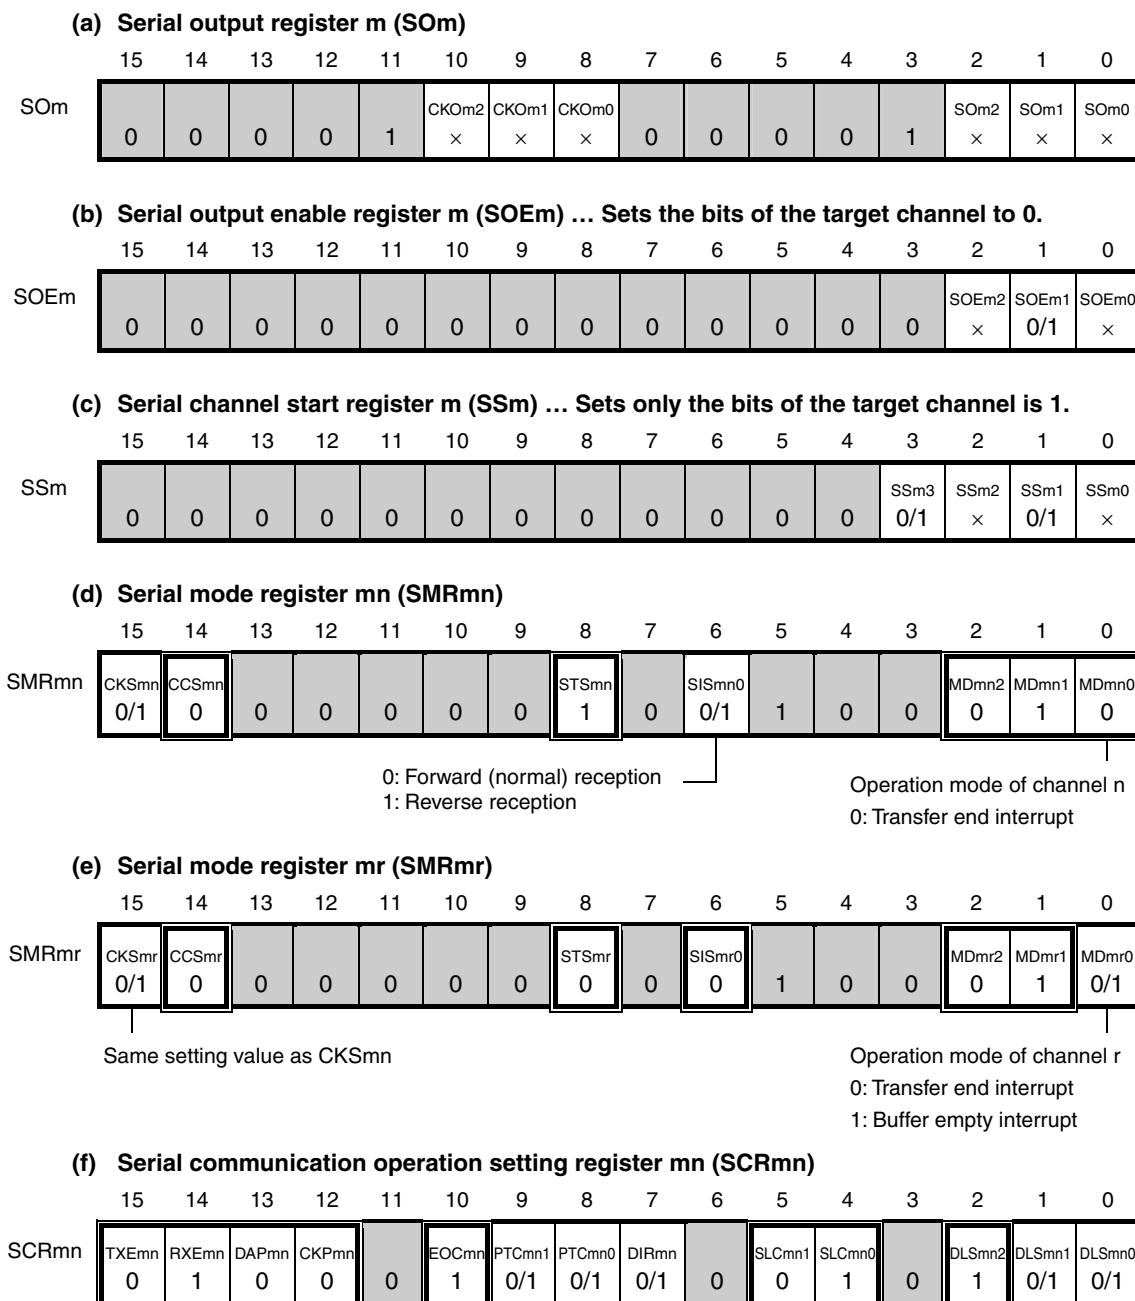 (a) Serial output register m (SOm)
15 14 13 12 11 10 9 8 7 6 5 4 3 2 1 0
SOm
CKOm2 CKOm1 CKOm0 SOm2 SOm1 SOm0
0 0 0 0 1 × × × 0 0 0 0 1 × × ×
(b) Serial output enable register m (SOEm) … Sets the bits of the target channel to 0.
15 14 13 12 11 10 9 8 7 6 5 4 3 2 1 0
SOEm
SOEm2 SOEm1 SOEm0
0 0 0 0 0 0 0 0 0 0 0 0 0 × 0/1 ×
(c) Serial channel start register m (SSm) … Sets only the bits of the target channel is 1.
15 14 13 12 11 10 9 8 7 6 5 4 3 2 1 0
SSm
SSm3 SSm2 SSm1 SSm0
0 0 0 0 0 0 0 0 0 0 0 0 0/1 × 0/1 ×
(d) Serial mode register mn (SMRmn)
15 14 13 12 11 10 9 8 7 6 5 4 3 2 1 0
SMRmn
CKSmn CCSmn STSmn SISmn0 MDmn2 MDmn1 MDmn0
0/1 0 0 0 0 0 0 1 0 0/1 1 0 0 0 1 0
0: Forward (normal) reception
1: Reverse reception
Operation mode of channel n
0: Transfer end interrupt
(e) Serial mode register mr (SMRmr)
15 14 13 12 11 10 9 8 7 6 5 4 3 2 1 0
SMRmr
CKSmr CCSmr STSmr SISmr0 MDmr2 MDmr1 MDmr0
0/1 0 0 0 0 0 0 0 0 0 1 0 0 0 1 0/1
Same setting value as CKSmn
Operation mode of channel r
0: Transfer end interrupt
1: Buffer empty interrupt
(f) Serial communication operation setting register mn (SCRmn)
15 14 13 12 11 10 9 8 7 6 5 4 3 2 1 0
SCRmn
TXEmn RXEmn DAPmn CKPmn EOCmn PTCmn1 PTCmn0 DIRmn SLCmn1 SLCmn0 DLSmn2 DLSmn1 DLSmn0
0 1 0 0 0 1 0/1 0/1 0/1 0 0 1 0 1 0/1 0/1